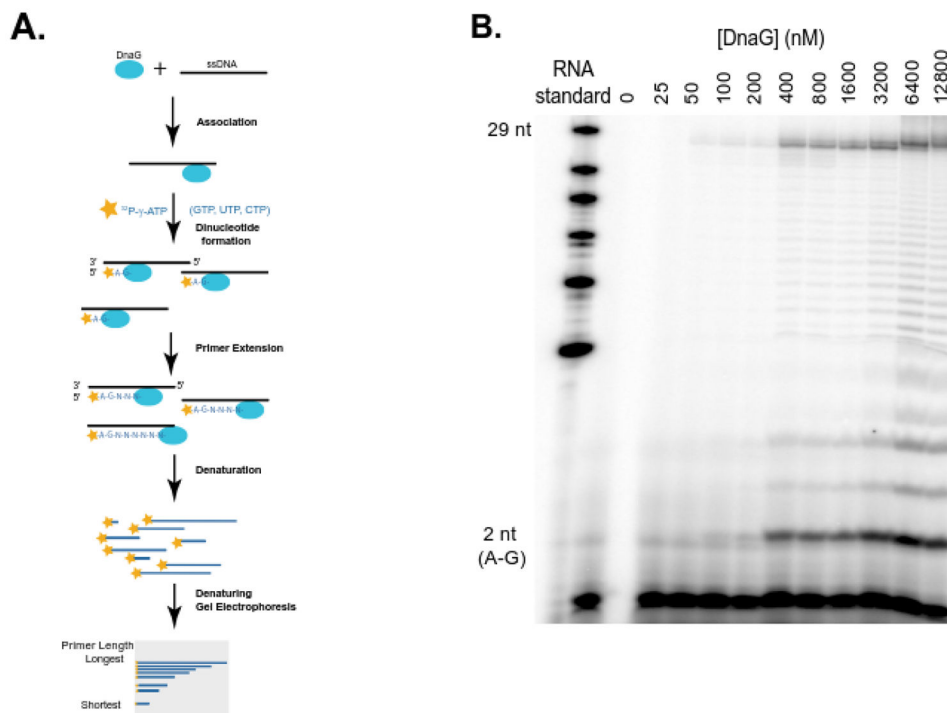 A.
DnaG
+
ssDNA
Association
³²P-γ-ATP
(GTP, UTP, CTP)
Dinucleotide
formation
3'
5'
5'
A-G-
A-G-
A-G-
Primer Extension
3'
5'
5'
A-G-N-N-N-
A-G-N-N-N-N-
A-G-N-N-N-N-N-N-
Denaturation
Denaturing
Gel Electrophoresis
Primer Length
Longest
Shortest
B.
[DnaG] (nM)
RNA
standard
0
25
50
100
200
400
800
1600
3200
6400
12800
29 nt
2 nt
(A-G)